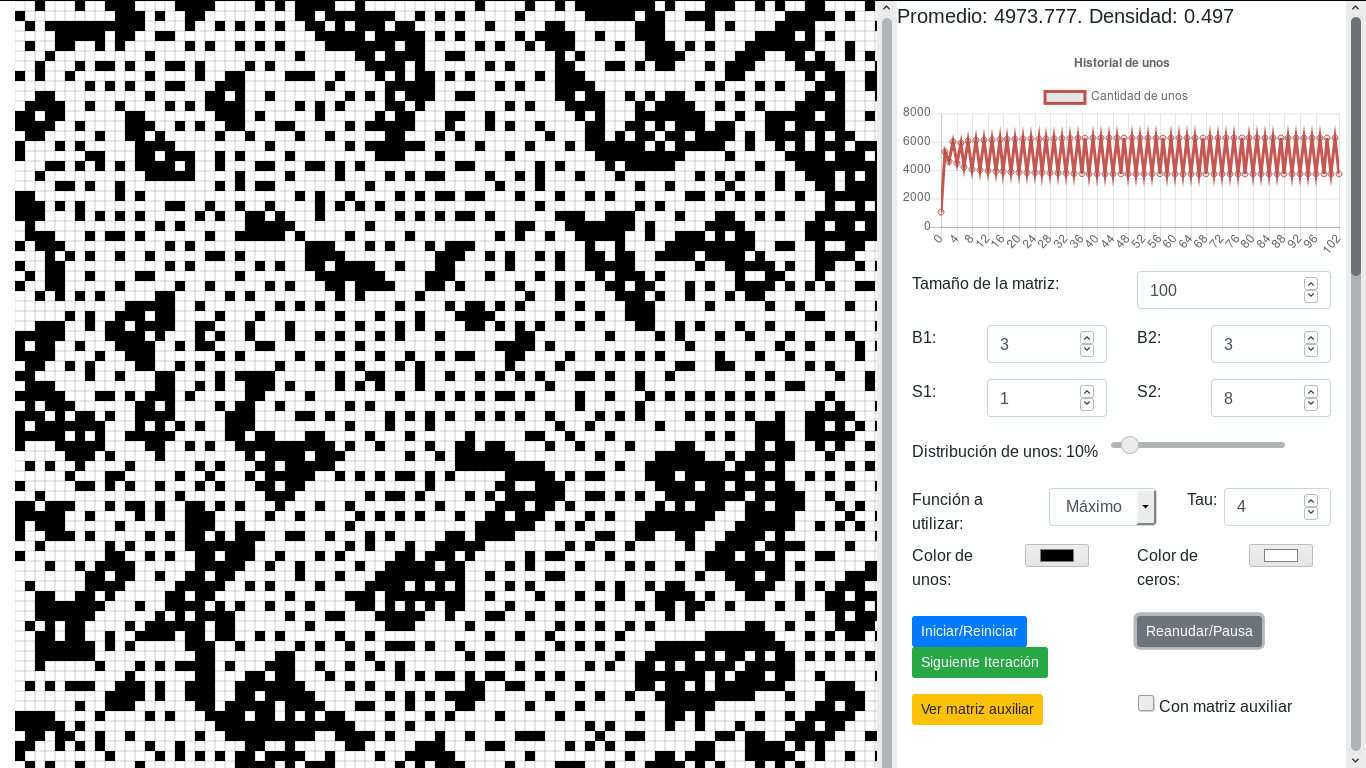 Promedio: 4973.777. Densidad: 0.497
Historial de unos
Cantidad de unos
8000
6000
4000
2000
0
0 4 8 12 16 20 24 28 32 36 40 44 48 52 56 60 64 68 72 76 80 84 88 92 96 102
Tamaño de la matriz: 100
B1: 3 B2: 3
S1: 1 S2: 8
Distribución de unos: 10%
Función a utilizar: Máximo Tau: 4
Color de unos: Color de ceros:
Iniciar/Reiniciar Reanudar/Pausa
Siguiente Iteración
Ver matriz auxiliar Con matriz auxiliar